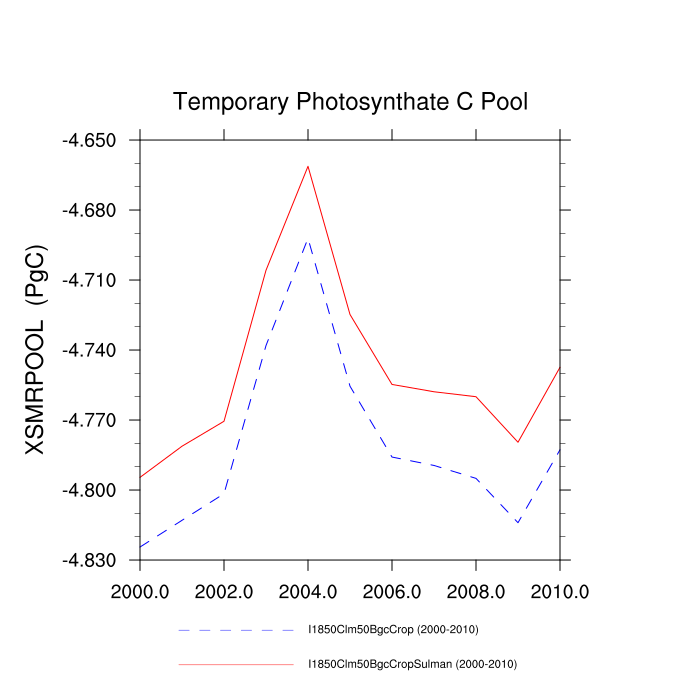 Temporary Photosynthate C Pool
XSMRPOOL (PgC)
-4.650
-4.680
-4.710
-4.740
-4.770
-4.800
-4.830
2000.0 2002.0 2004.0 2006.0 2008.0 2010.0
I1850Clm50BgcCrop (2000-2010)
I1850Clm50BgcCropSulman (2000-2010)